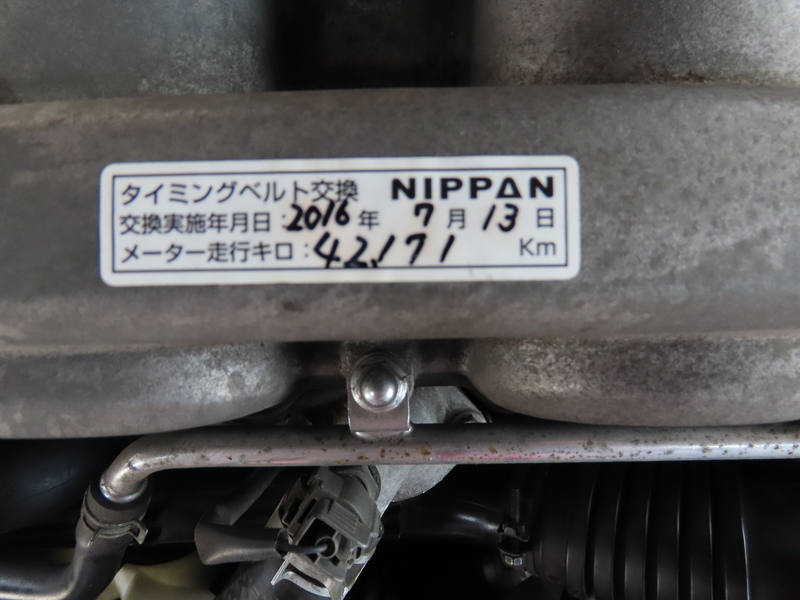 タイミングベルト交換 NIPPAN
交換実施年月日:2016年 7月 13日
メーター走行キロ:42,171 Km